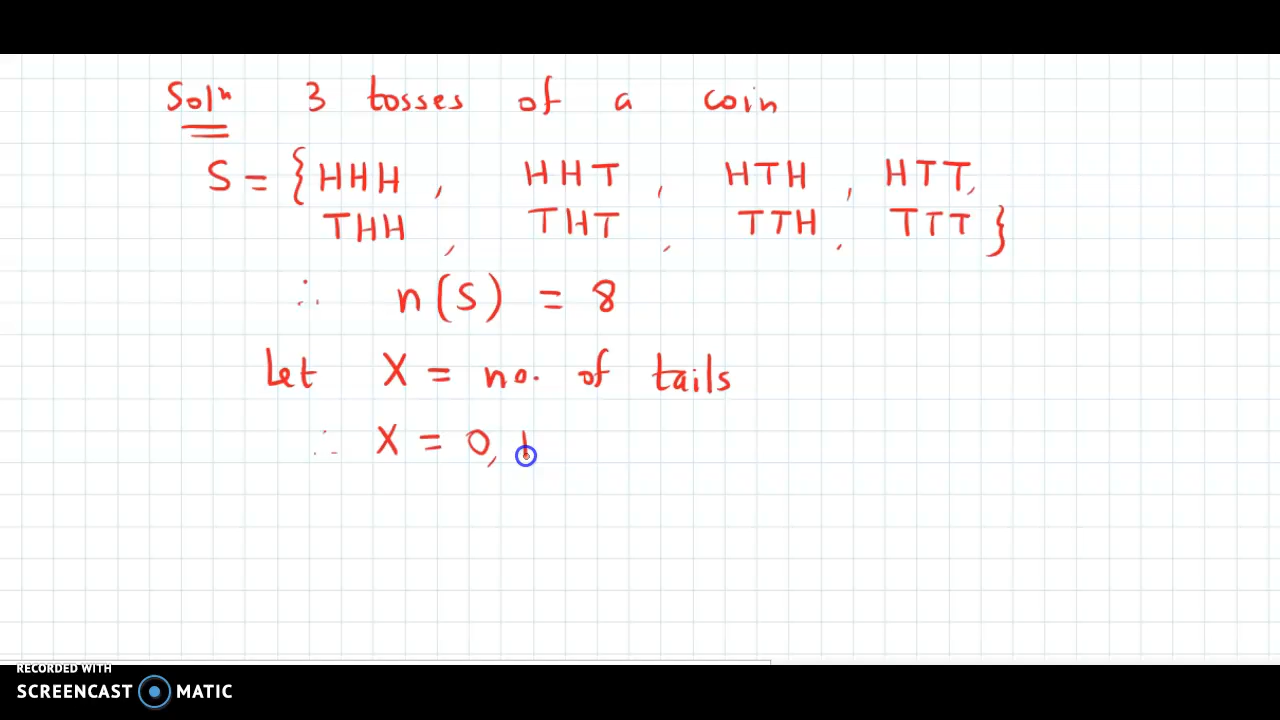 Solⁿ 3 tosses of a coin
S = { HHH , HHT , HTH , HTT,
THH , THT , TTH , TTT }
∴ n(S) = 8
Let X = no. of tails
∴ X = 0, 1
RECORDED WITH
SCREENCAST MATIC